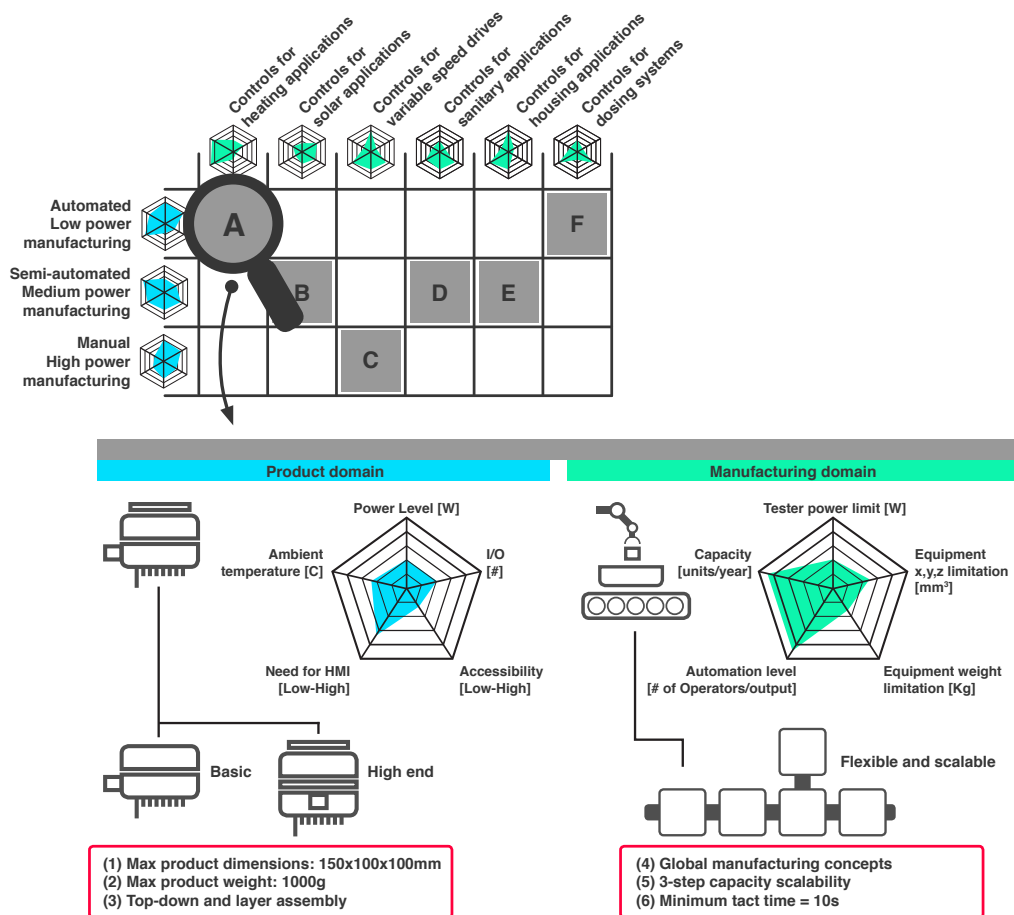 Controls for
heating applications
Controls for
solar applications
Controls for
variable speed drives
Controls for
sanitary applications
Controls for
housing applications
Controls for
dosing systems
Automated
Low power
manufacturing
A
F
Semi-automated
Medium power
manufacturing
B
D
E
Manual
High power
manufacturing
C
Product domain
Power Level [W]
Ambient
temperature [C]
I/O
[#]
Need for HMI
[Low-High]
Accessibility
[Low-High]
Basic
High end
(1) Max product dimensions: 150x100x100mm
(2) Max product weight: 1000g
(3) Top-down and layer assembly
Manufacturing domain
Tester power limit [W]
Capacity
[units/year]
Equipment
x,y,z limitation
[mm³]
Automation level
[# of Operators/output]
Equipment weight
limitation [Kg]
Flexible and scalable
(4) Global manufacturing concepts
(5) 3-step capacity scalability
(6) Minimum tact time = 10s